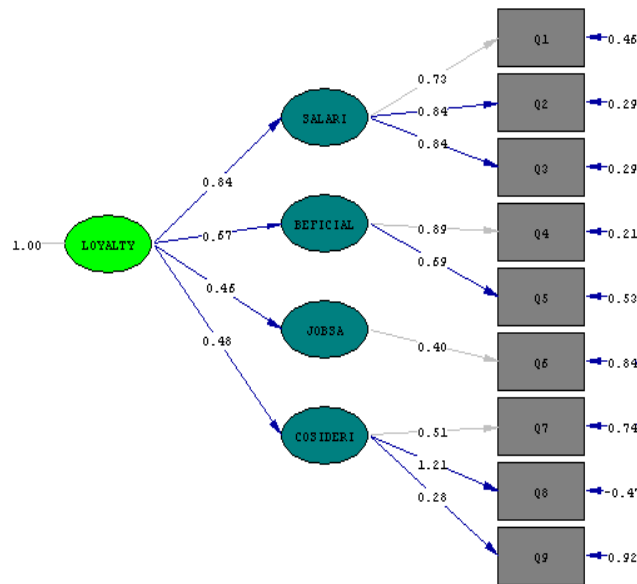 Q1
0.46
0.73
Q2
0.29
SALARI
0.84
0.84
Q3
0.29
0.84
Q4
0.21
BEFICIAL
0.89
0.67
1.00
LOYALTY
0.69
Q5
0.53
0.46
JOBSA
0.40
Q6
0.84
0.48
Q7
0.74
COSIDERI
0.51
1.21
Q8
-0.47
0.28
Q9
0.92